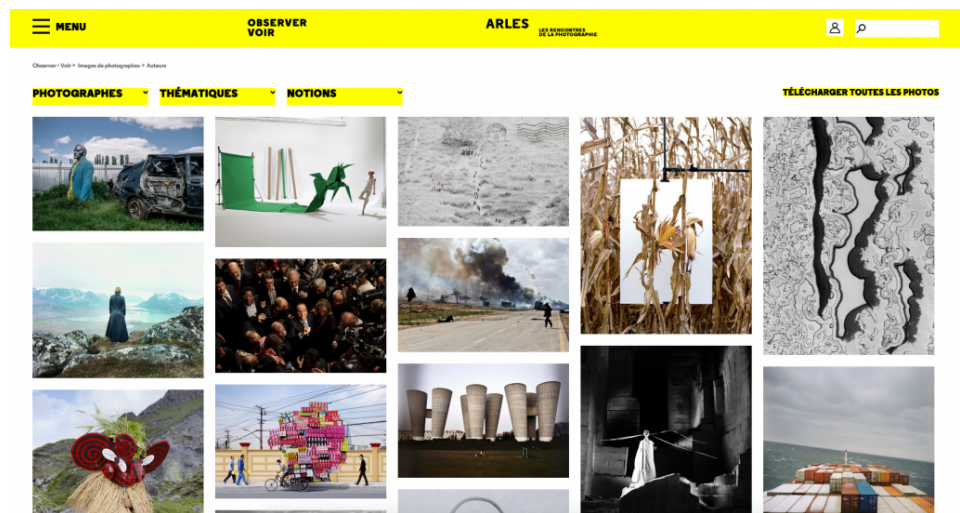 MENU
OBSERVER
VOIR
ARLES
LES RENCONTRES
DE LA PHOTOGRAPHIE
Observer - Voir → Images de photographes → Auteurs
PHOTOGRAPHES
THÉMATIQUES
NOTIONS
TÉLÉCHARGER TOUTES LES PHOTOS